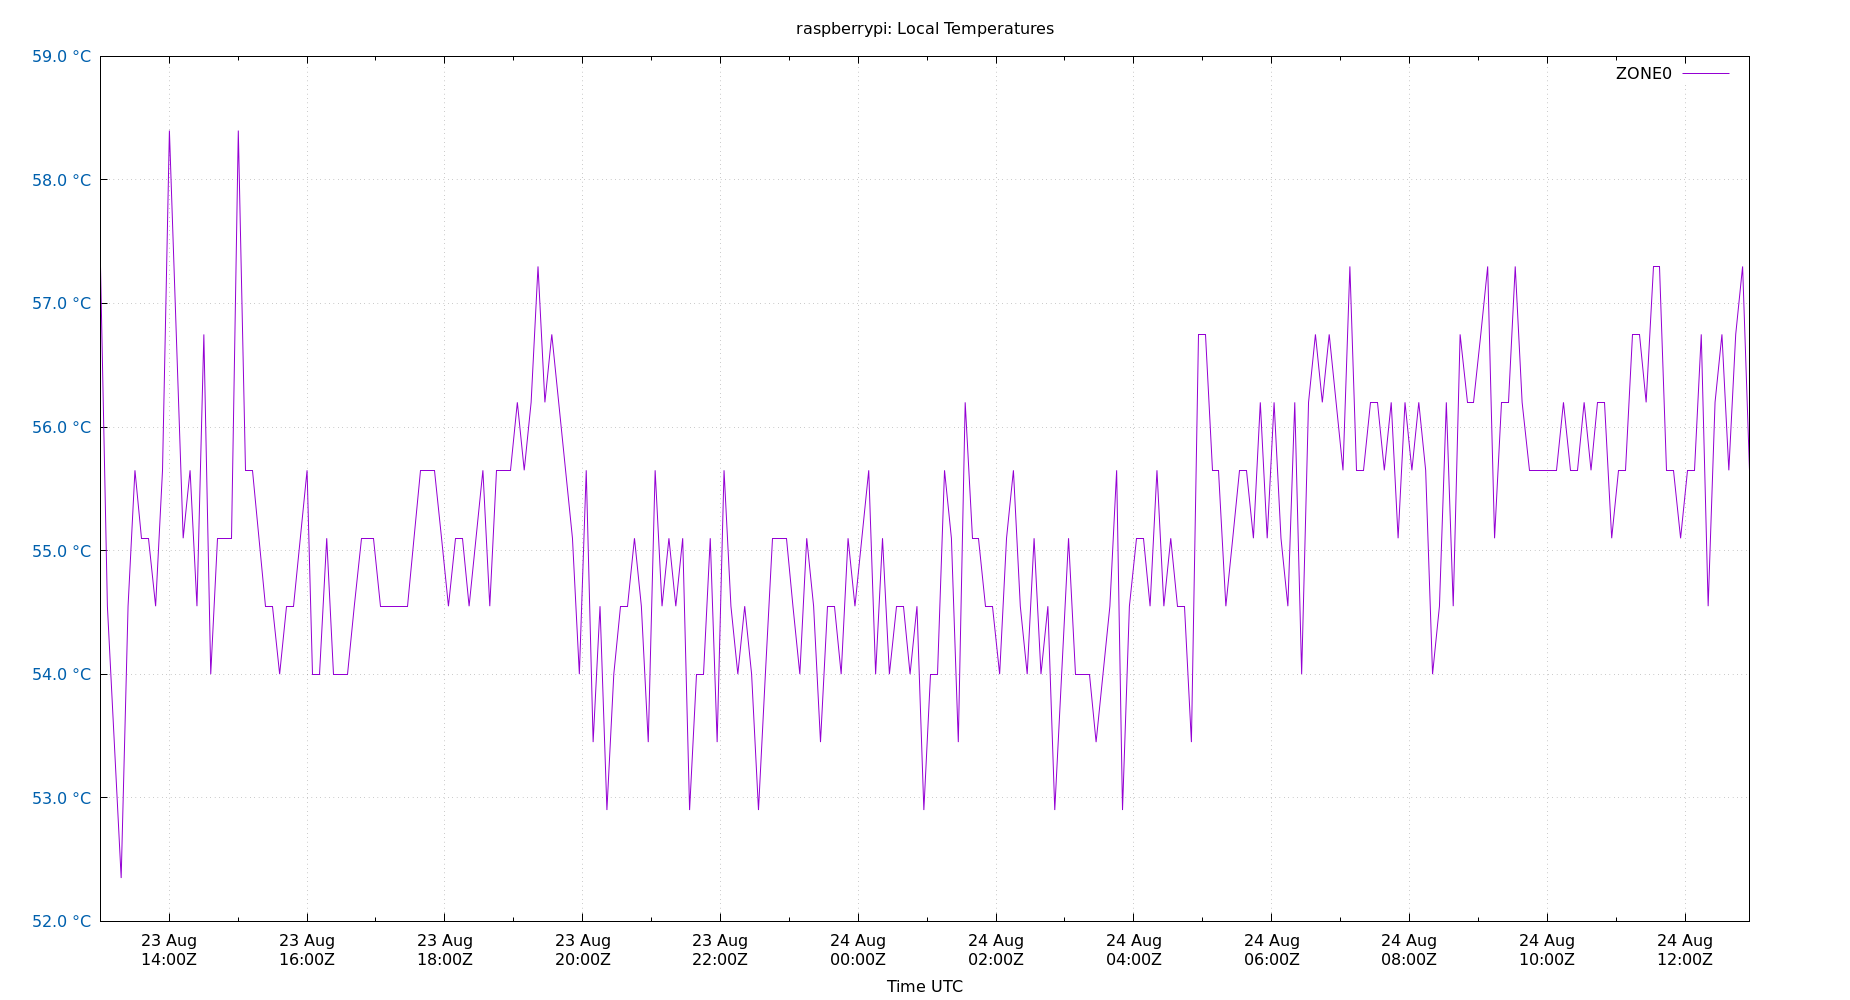 raspberrypi: Local Temperatures
ZONE0
59.0 °C
58.0 °C
57.0 °C
56.0 °C
55.0 °C
54.0 °C
53.0 °C
52.0 °C
23 Aug 23 Aug 23 Aug 23 Aug 23 Aug 24 Aug 24 Aug 24 Aug 24 Aug 24 Aug 24 Aug 24 Aug
14:00Z 16:00Z 18:00Z 20:00Z 22:00Z 00:00Z 02:00Z 04:00Z 06:00Z 08:00Z 10:00Z 12:00Z
Time UTC